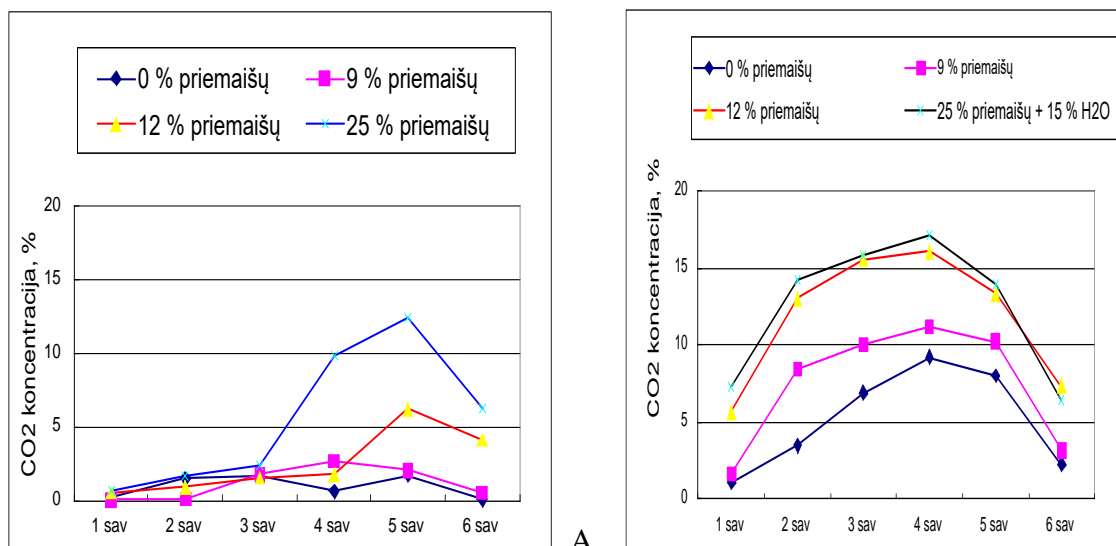 0 % priemaišų
9 % priemaišų
12 % priemaišų
25 % priemaišų
CO2 koncentracija, %
20
15
10
5
0
1 sav
2 sav
3 sav
4 sav
5 sav
6 sav
A
0 % priemaišų
9 % priemaišų
12 % priemaišų
25 % priemaišų + 15 % H2O
CO2 koncentracija, %
20
15
10
5
0
1 sav
2 sav
3 sav
4 sav
5 sav
6 sav